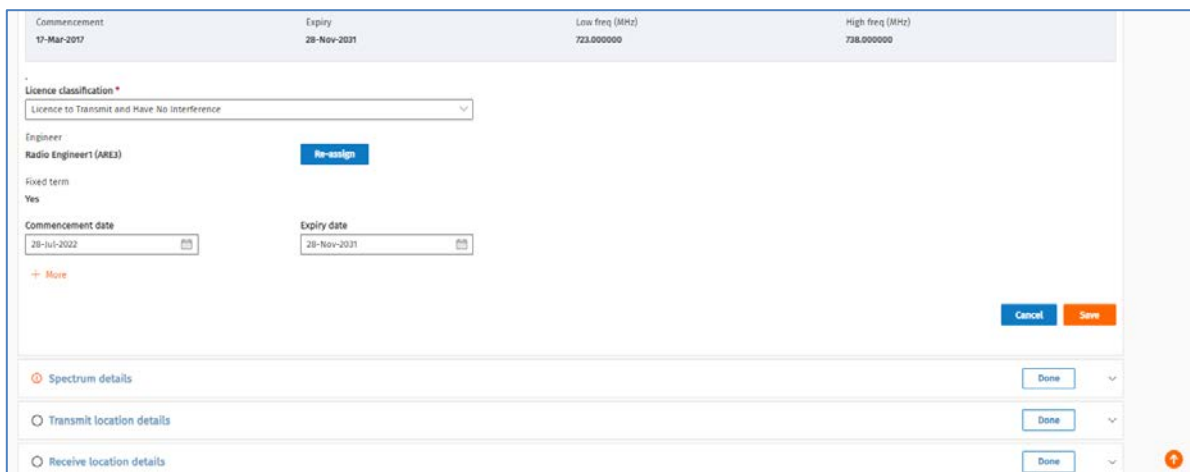 Commencement Expiry Low freq (MHz) High freq (MHz)
17-Mar-2017 28-Nov-2031 723.000000 738.000000
Licence classification *
Licence to Transmit and Have No Interference
Engineer
Radio Engineer1 (ARE3) Re-assign
Fixed term
Yes
Commencement date Expiry date
28-Jul-2022 28-Nov-2031
+ More
Cancel Save
Spectrum details Done
Transmit location details Done
Receive location details Done